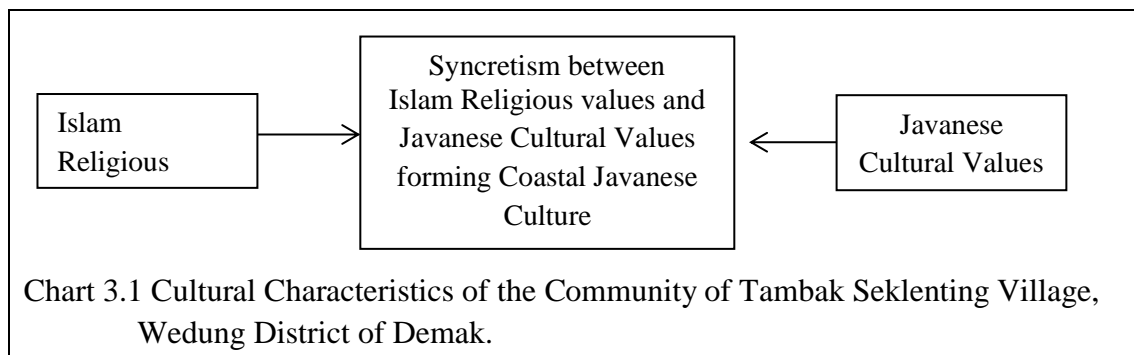 Islam
Religious
Syncretism between
Islam Religious values and
Javanese Cultural Values
forming Coastal Javanese
Culture
Javanese
Cultural Values
Chart 3.1 Cultural Characteristics of the Community of Tambak Seklenting Village,
Wedung District of Demak.